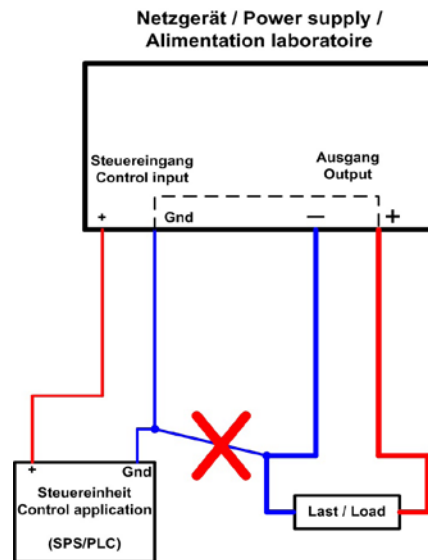 Netzgerät / Power supply /
Alimentation laboratoire
Steuereingang
Control input
Ausgang
Output
+
Gnd
—
+
+
Gnd
Steuereinheit
Control application
(SPS/PLC)
Last / Load